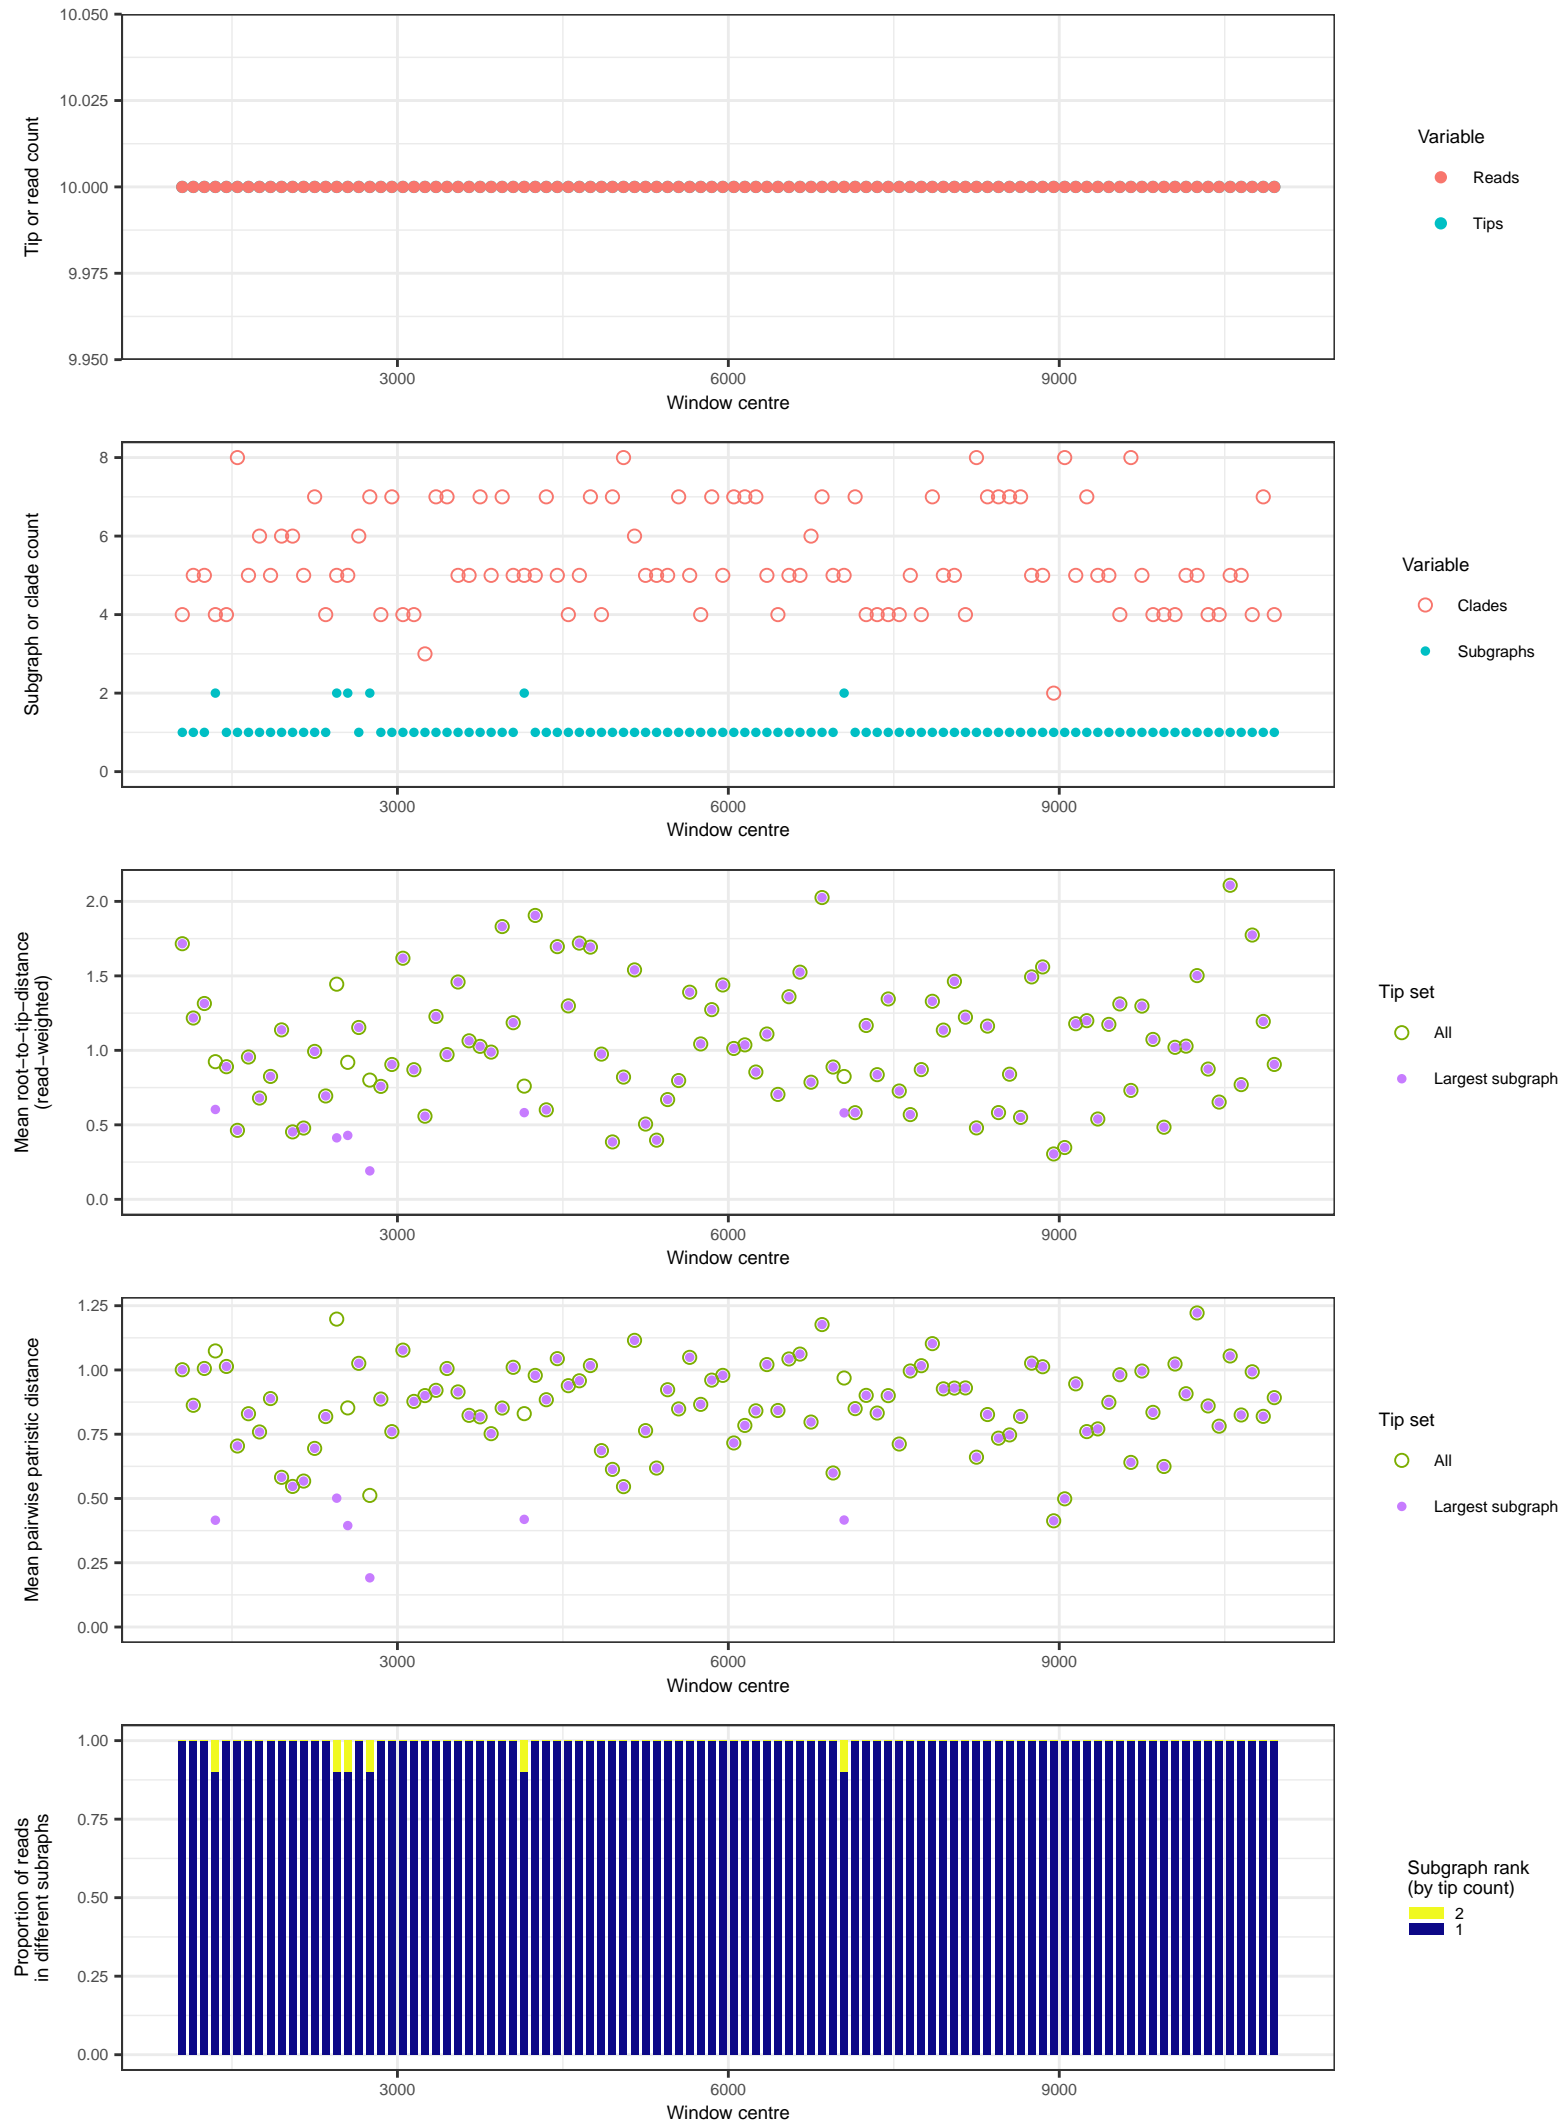 10.050
10.025
10.000
9.975
9.950
Tip or read count
3000
6000
9000
Window centre
Variable
Reads
Tips
8
6
4
2
0
Subgraph or clade count
3000
6000
9000
Window centre
Variable
Clades
Subgraphs
2.0
1.5
1.0
0.5
0.0
Mean root−to−tip−distance
(read−weighted)
3000
6000
9000
Window centre
Tip set
All
Largest subgraph
1.25
1.00
0.75
0.50
0.25
0.00
Mean pairwise patristic distance
3000
6000
9000
Window centre
Tip set
All
Largest subgraph
1.00
0.75
0.50
0.25
0.00
Proportion of reads
in different subraphs
3000
6000
9000
Window centre
Subgraph rank
(by tip count)
2
1